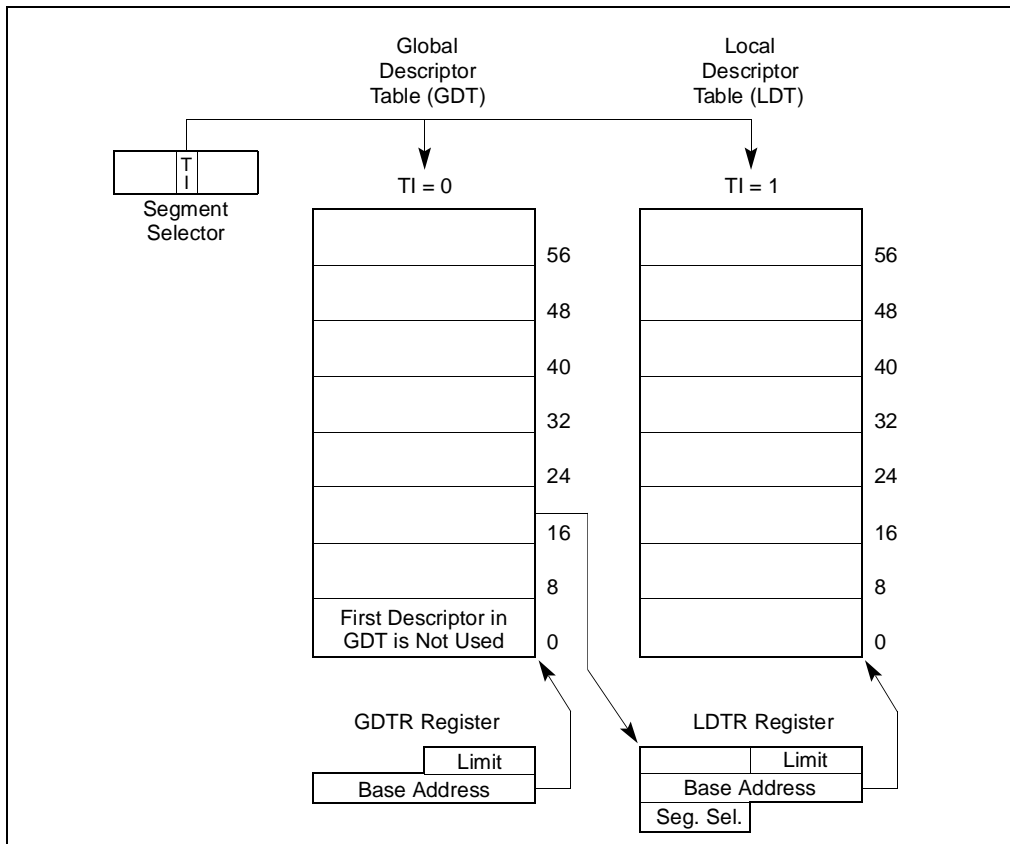 Global
Descriptor
Table (GDT)
Local
Descriptor
Table (LDT)
T
I
Segment
Selector
TI = 0
TI = 1
56
56
48
48
40
40
32
32
24
24
16
16
8
8
First Descriptor in
GDT is Not Used
0
0
GDTR Register
LDTR Register
Limit
Limit
Base Address
Base Address
Seg. Sel.